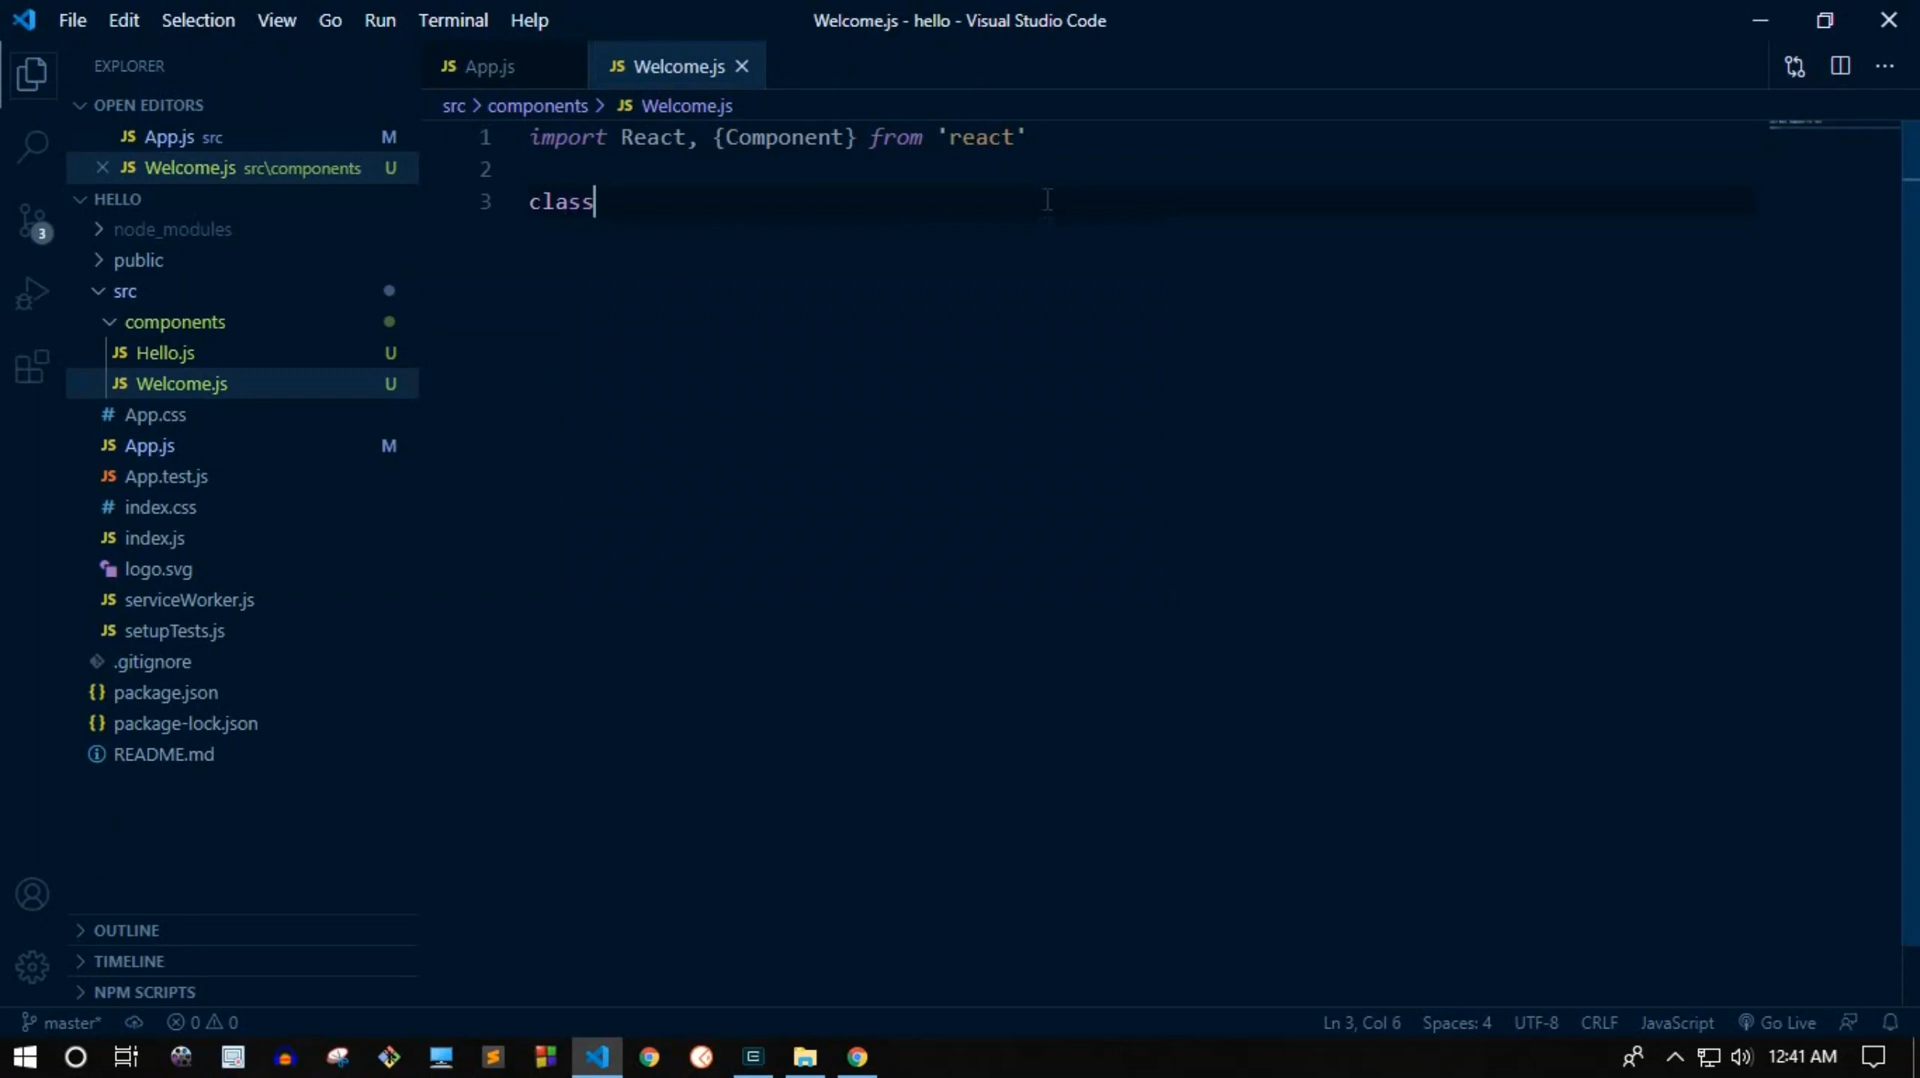 File Edit Selection View Go Run Terminal Help
Welcome.js - hello - Visual Studio Code
EXPLORER
OPEN EDITORS
JS App.js src M
JS Welcome.js src\components U
HELLO
node_modules
public
src
components
JS Hello.js U
JS Welcome.js U
# App.css
JS App.js M
JS App.test.js
# index.css
JS index.js
logo.svg
JS serviceWorker.js
JS setupTests.js
.gitignore
{} package.json
{} package-lock.json
README.md
OUTLINE
TIMELINE
NPM SCRIPTS
3
JS App.js
JS Welcome.js
src > components > JS Welcome.js
1 import React, {Component} from 'react'
2
3 class
master* 0 0
Ln 3, Col 6 Spaces: 4 UTF-8 CRLF JavaScript Go Live
12:41 AM